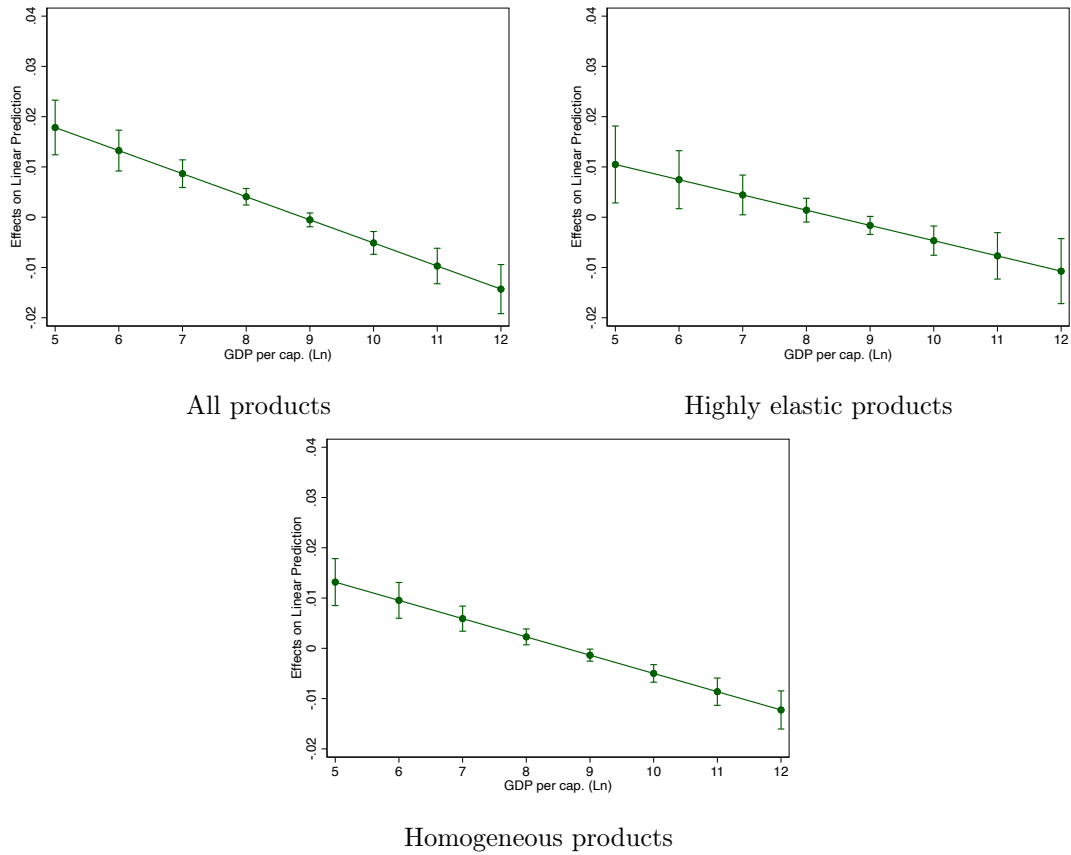 Effects on Linear Prediction
.04
.03
.02
.01
0
-.01
-.02
5 6 7 8 9 10 11 12
GDP per cap. (Ln)
All products
Effects on Linear Prediction
.04
.03
.02
.01
0
-.01
-.02
5 6 7 8 9 10 11 12
GDP per cap. (Ln)
Highly elastic products
Effects on Linear Prediction
.04
.03
.02
.01
0
-.01
-.02
5 6 7 8 9 10 11 12
GDP per cap. (Ln)
Homogeneous products